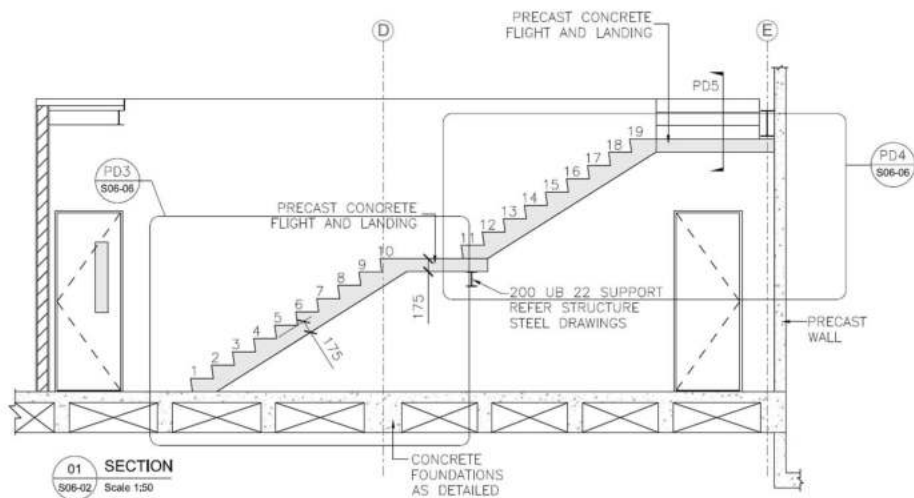 PRECAST CONCRETE
FLIGHT AND LANDING
D
E
PD5
PD3
S06-06
PD4
S06-06
PRECAST CONCRETE
FLIGHT AND LANDING
19
18
17
16
15
14
13
12
11
10
9
8
7
6
5
4
3
2
1
175
175
200 UB 22 SUPPORT
REFER STRUCTURE
STEEL DRAWINGS
PRECAST
WALL
CONCRETE
FOUNDATIONS
AS DETAILED
01
S06-02
SECTION
Scale 1:50